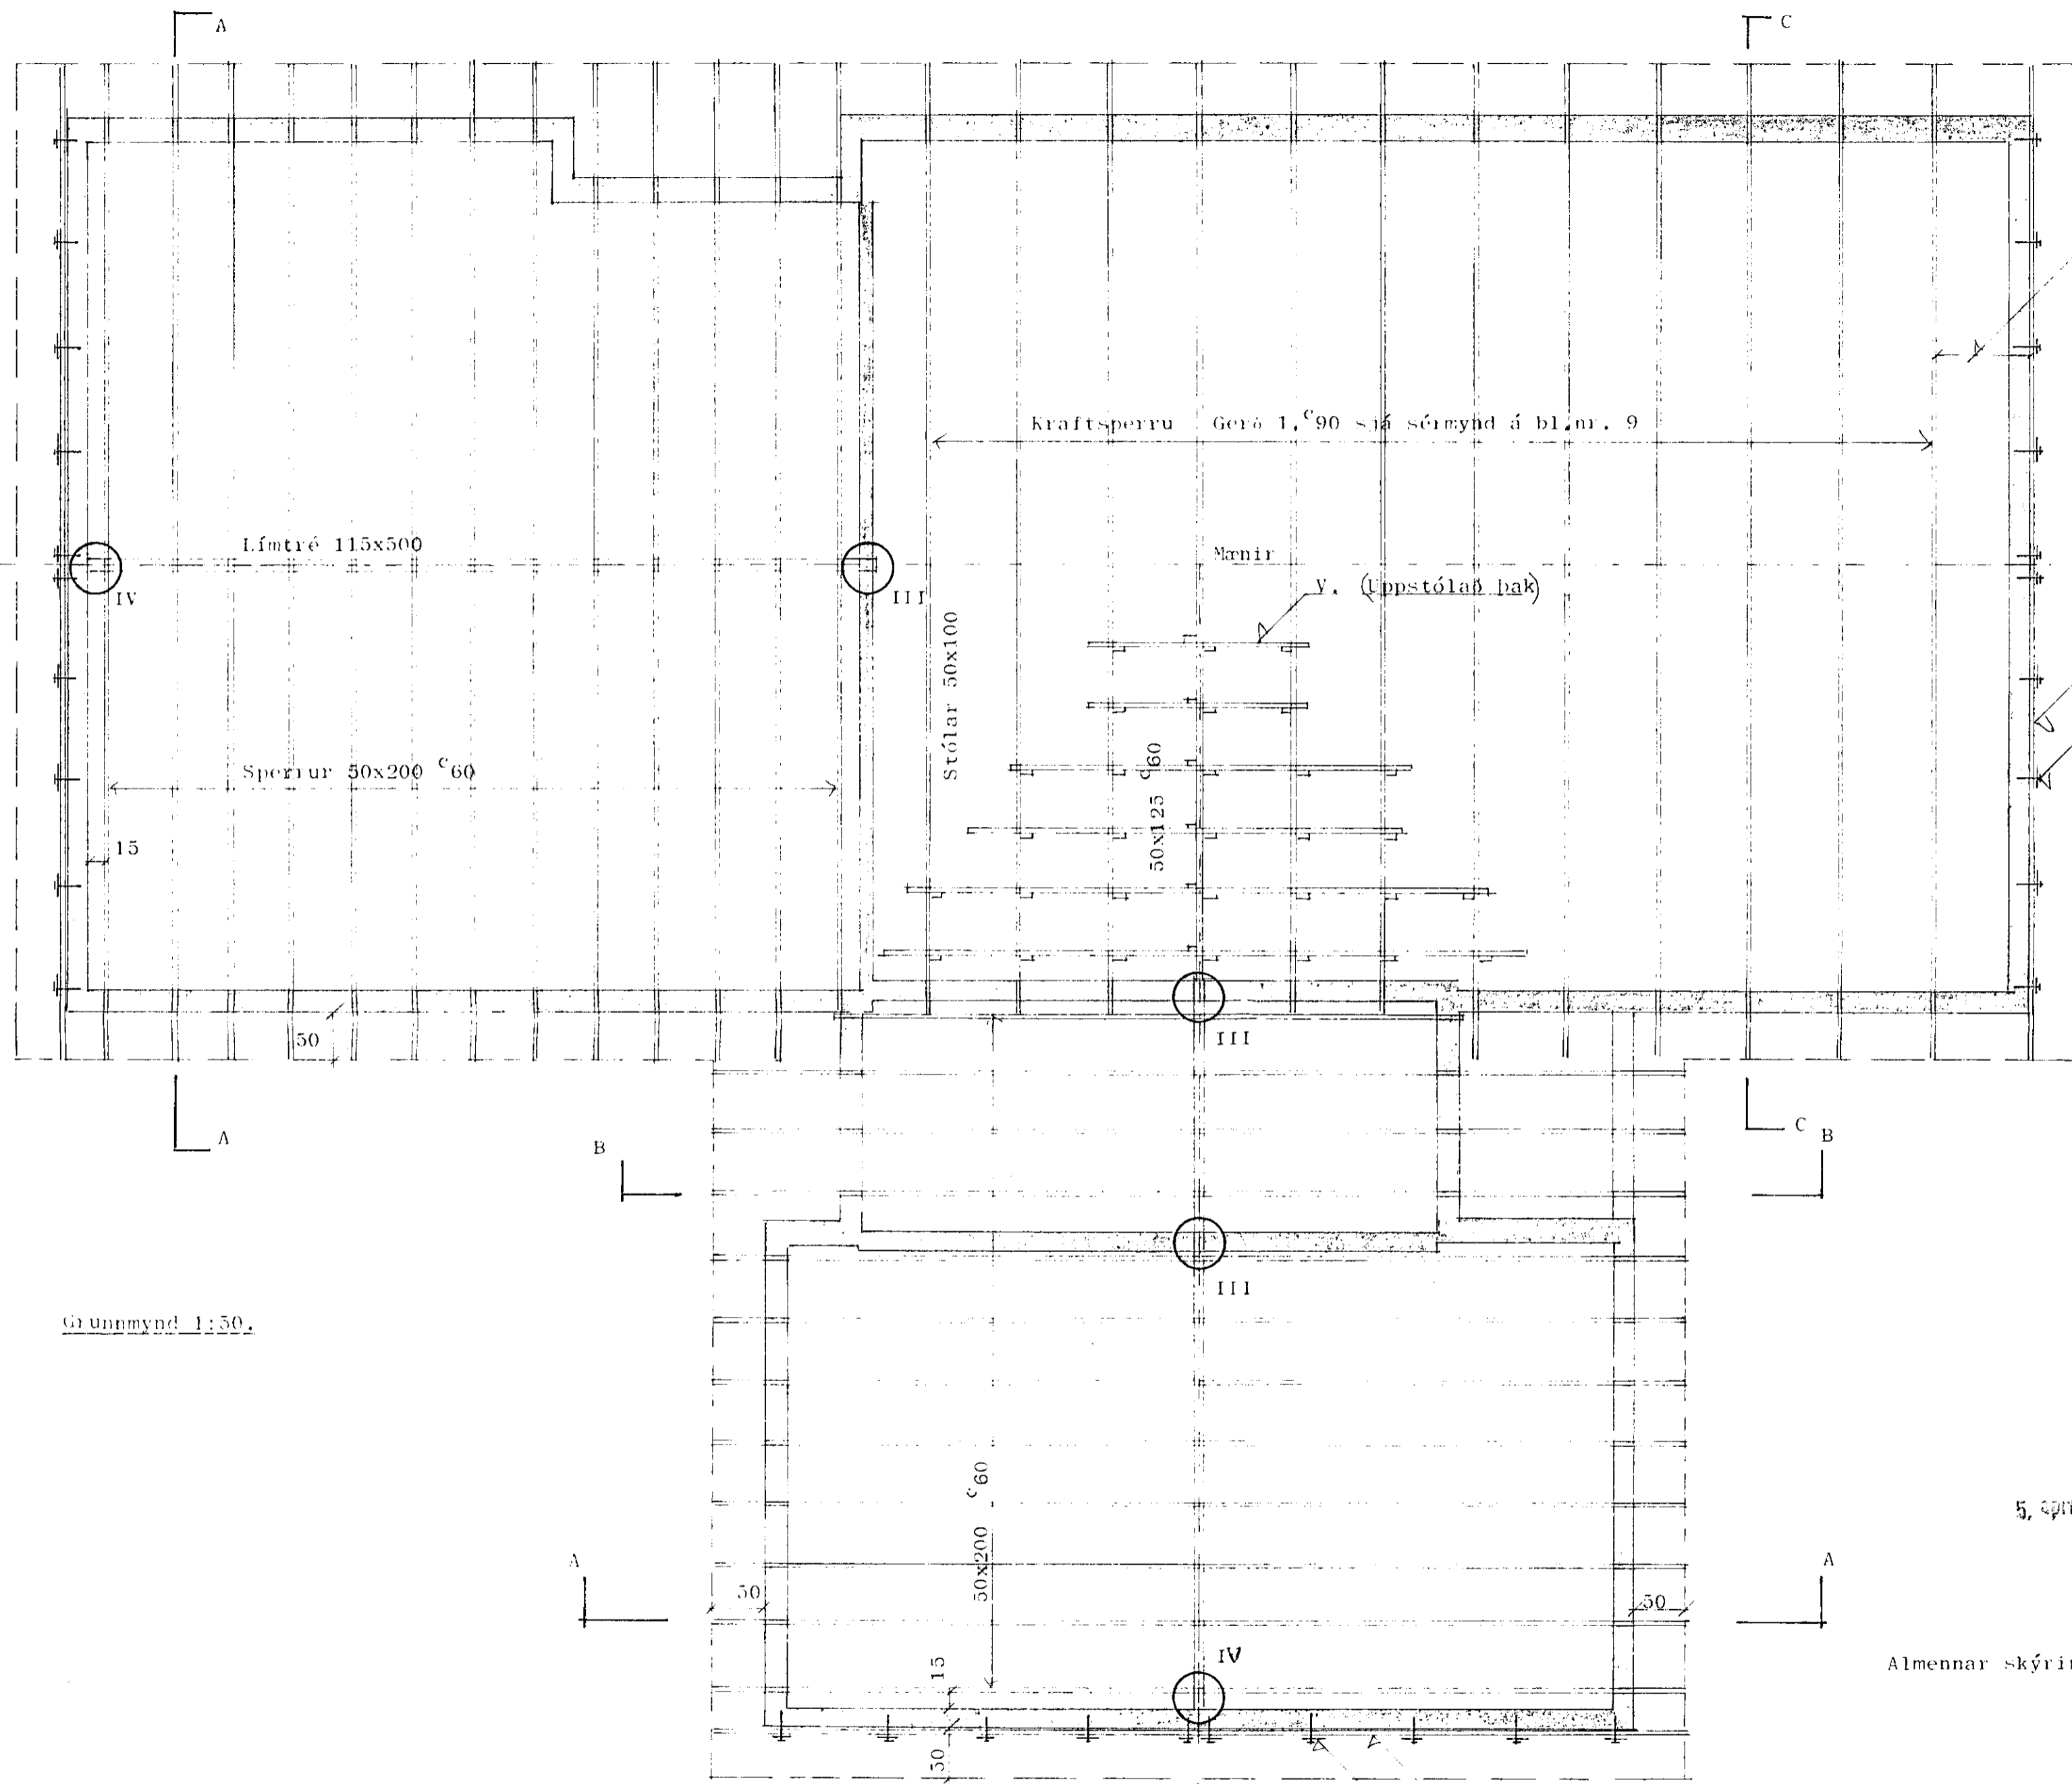 A
C
Kraftsperru Gerð 1. c90 sjá sérmynd á bl.nr. 9
Límtré 115x500
Mænir
IV
III
V. (Uppstólað þak)
Stólar 50x100
50x125 c60
Sperrur 50x200 c60
15
50
III
A
B
C
B
III
Grunnmynd 1:50.
50x200 c60
5.
A
A
50
50
IV
15
Almennar
50